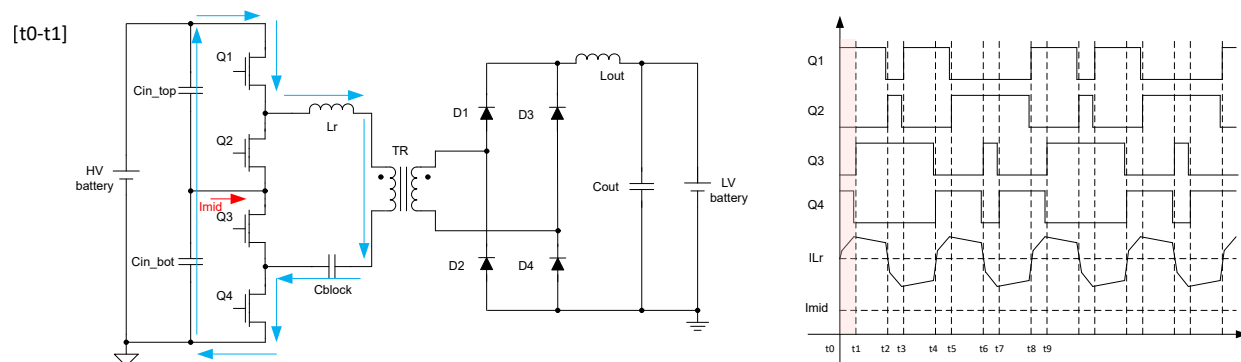 [t0-t1]
Q1
Cin_top
Lr
Q2
HV
battery
Imid
Q3
Cin_bot
Cblock
Q4
TR
D1
D3
D2
D4
Lout
Cout
LV
battery
Q1
Q2
Q3
Q4
ILr
Imid
t0 t1 t2 t3 t4 t5 t6 t7 t8 t9